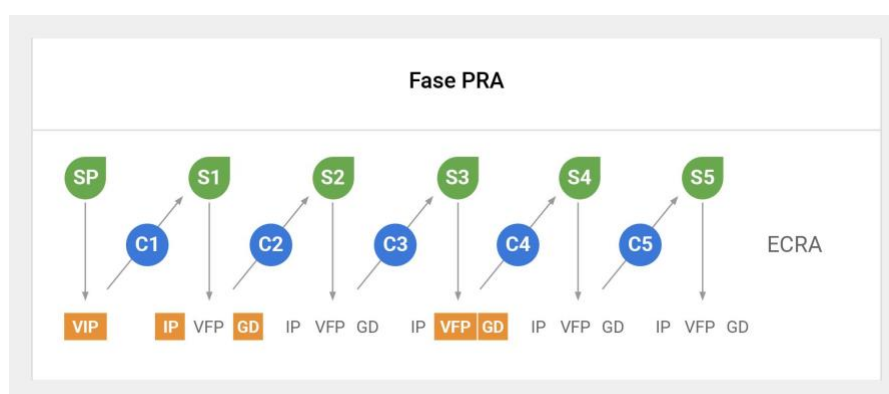 Fase PRA
SP S1 S2 S3 S4 S5
C1 C2 C3 C4 C5 ECRA
VIP IP VFP GD IP VFP GD IP VFP GD IP VFP GD IP VFP GD